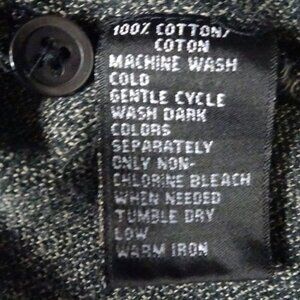 100% COTTON/
COTON
MACHINE WASH
COLD
GENTLE CYCLE
WASH DARK
COLORS
SEPARATELY
ONLY NON-
CHLORINE BLEACH
WHEN NEEDED
TUMBLE DRY
LOW
WARM IRON